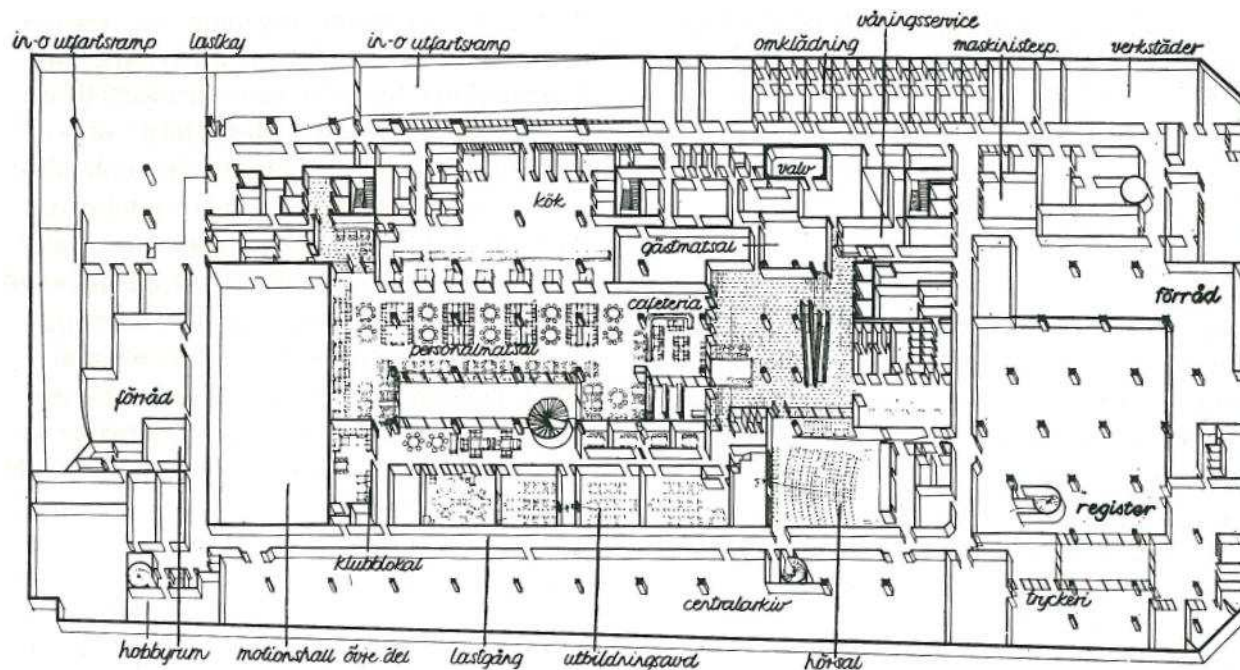 våningsservice
in-o utfartsramp
lastkaj
in-o utfartsramp
omklädning
maskinistexp.
verkstäder
valv
kök
gästmatsal
förråd
cafeteria
personalmatsal
förråd
register
klubblokal
centralarkiv
tryckeri
hobbyrum
motionshall övre del
lastgång
utbildningsavd
hörsal